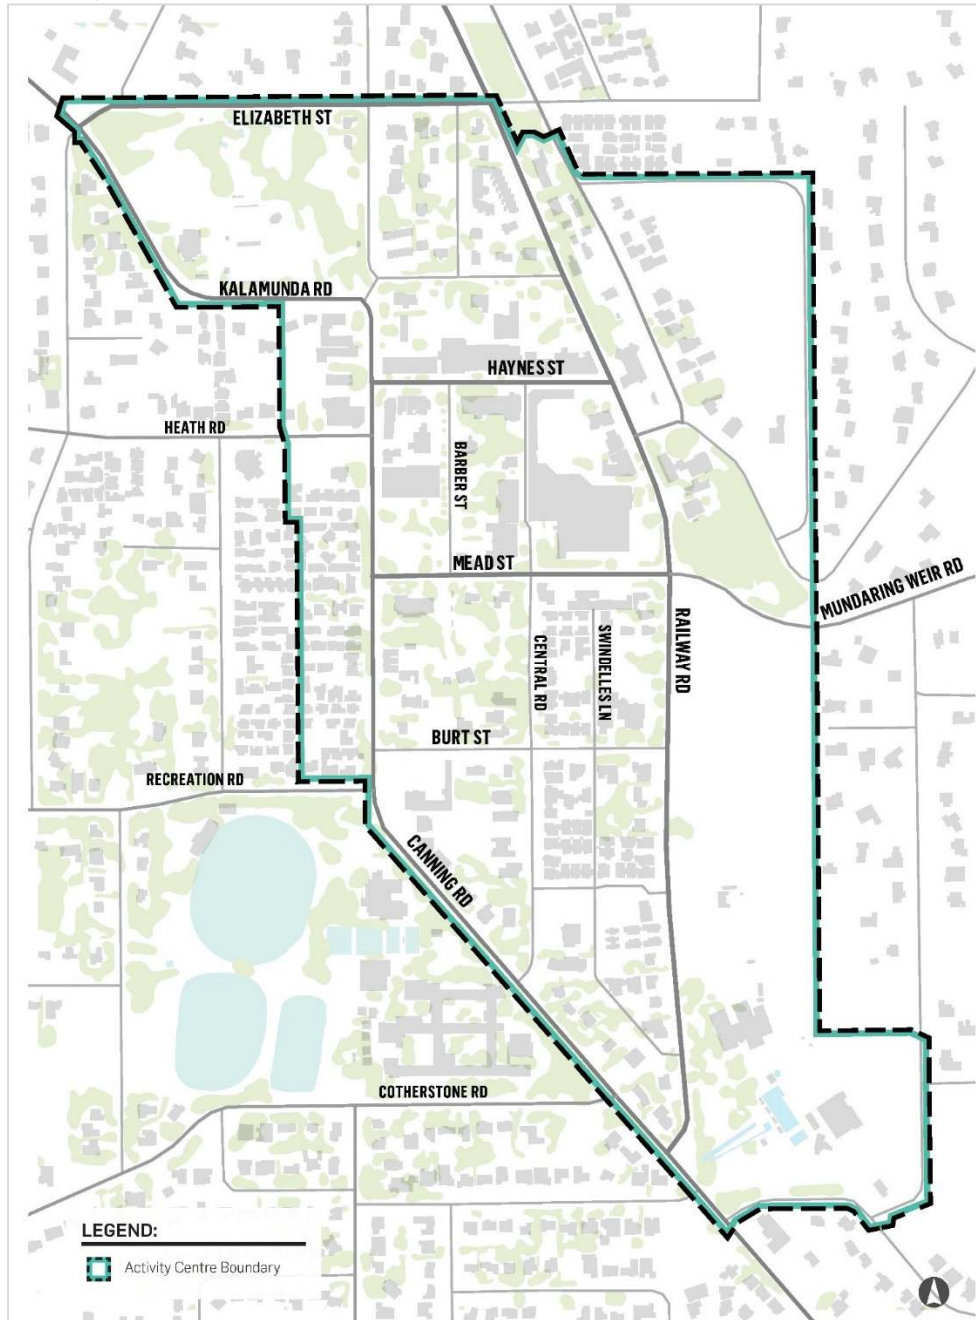 ELIZABETH ST
KALAMUNDA RD
HAYNES ST
HEATH RD
BARBER ST
MEAD ST
MUNDARING WEIR RD
RAILWAY RD
SWINDELLES LN
CENTRAL RD
BURT ST
RECREATION RD
CANNING RD
COTHERSTONE RD
LEGEND:
Activity Centre Boundary